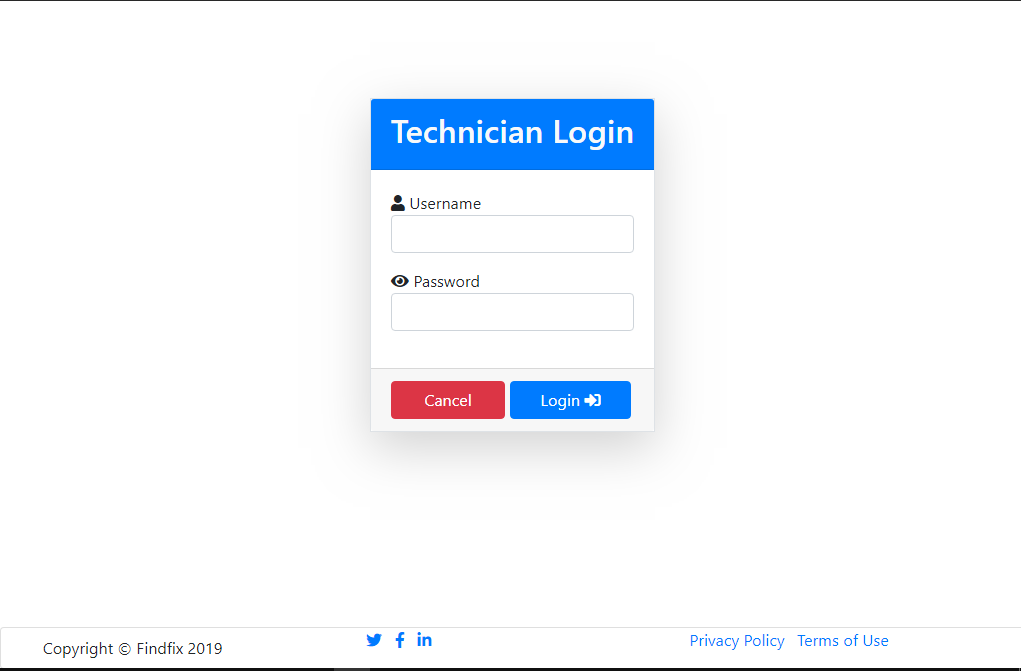 Technician Login
Username
Password
Cancel Login
Copyright © Findfix 2019
Privacy Policy Terms of Use